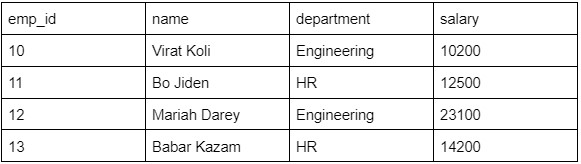 emp_id name department salary
10 Virat Koli Engineering 10200
11 Bo Jiden HR 12500
12 Mariah Darey Engineering 23100
13 Babar Kazam HR 14200